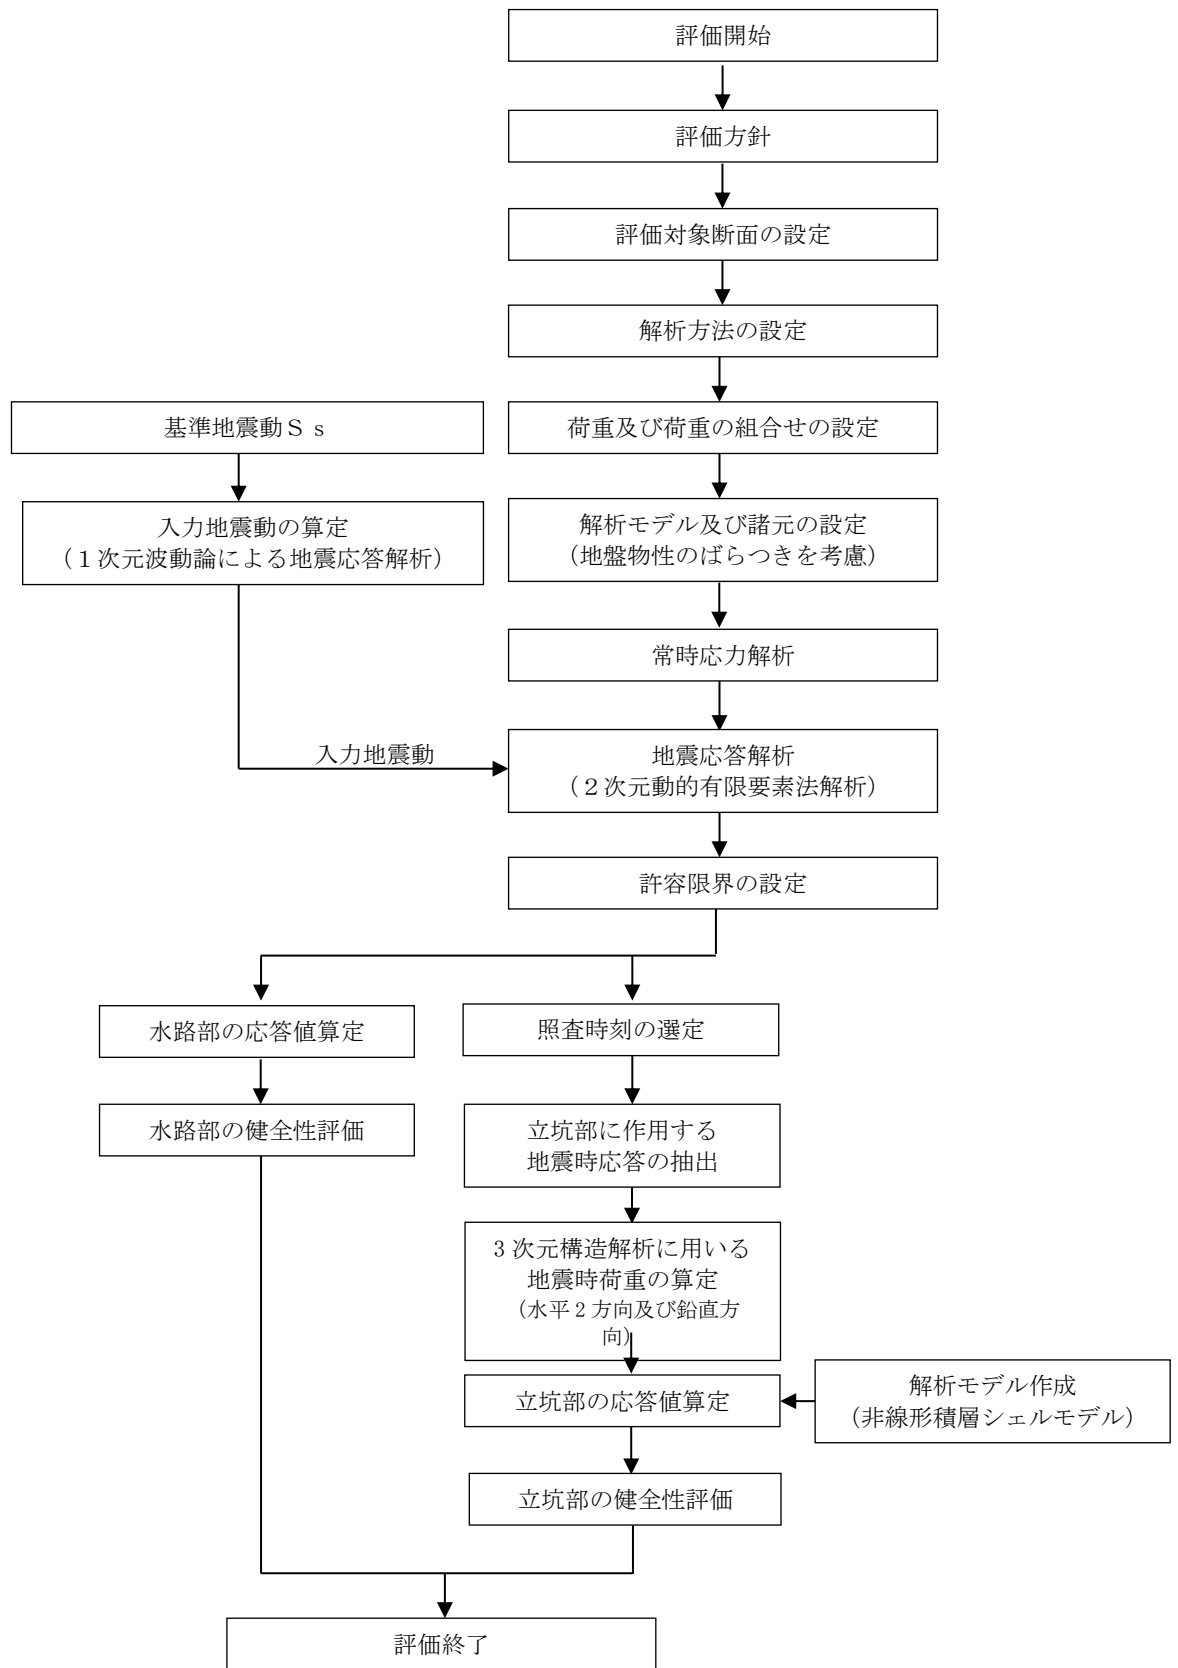 評価開始
評価方針
評価対象断面の設定
解析方法の設定
基準地震動Ｓｓ
荷重及び荷重の組合せの設定
入力地震動の算定
（１次元波動論による地震応答解析）
解析モデル及び諸元の設定
（地盤物性のばらつきを考慮）
常時応力解析
入力地震動
地震応答解析
（２次元動的有限要素法解析）
許容限界の設定
水路部の応答値算定
照査時刻の選定
水路部の健全性評価
立坑部に作用する
地震時応答の抽出
3 次元構造解析に用いる
地震時荷重の算定
（水平 2 方向及び鉛直方
向）
立坑部の応答値算定
解析モデル作成
（非線形積層シェルモデル）
立坑部の健全性評価
評価終了